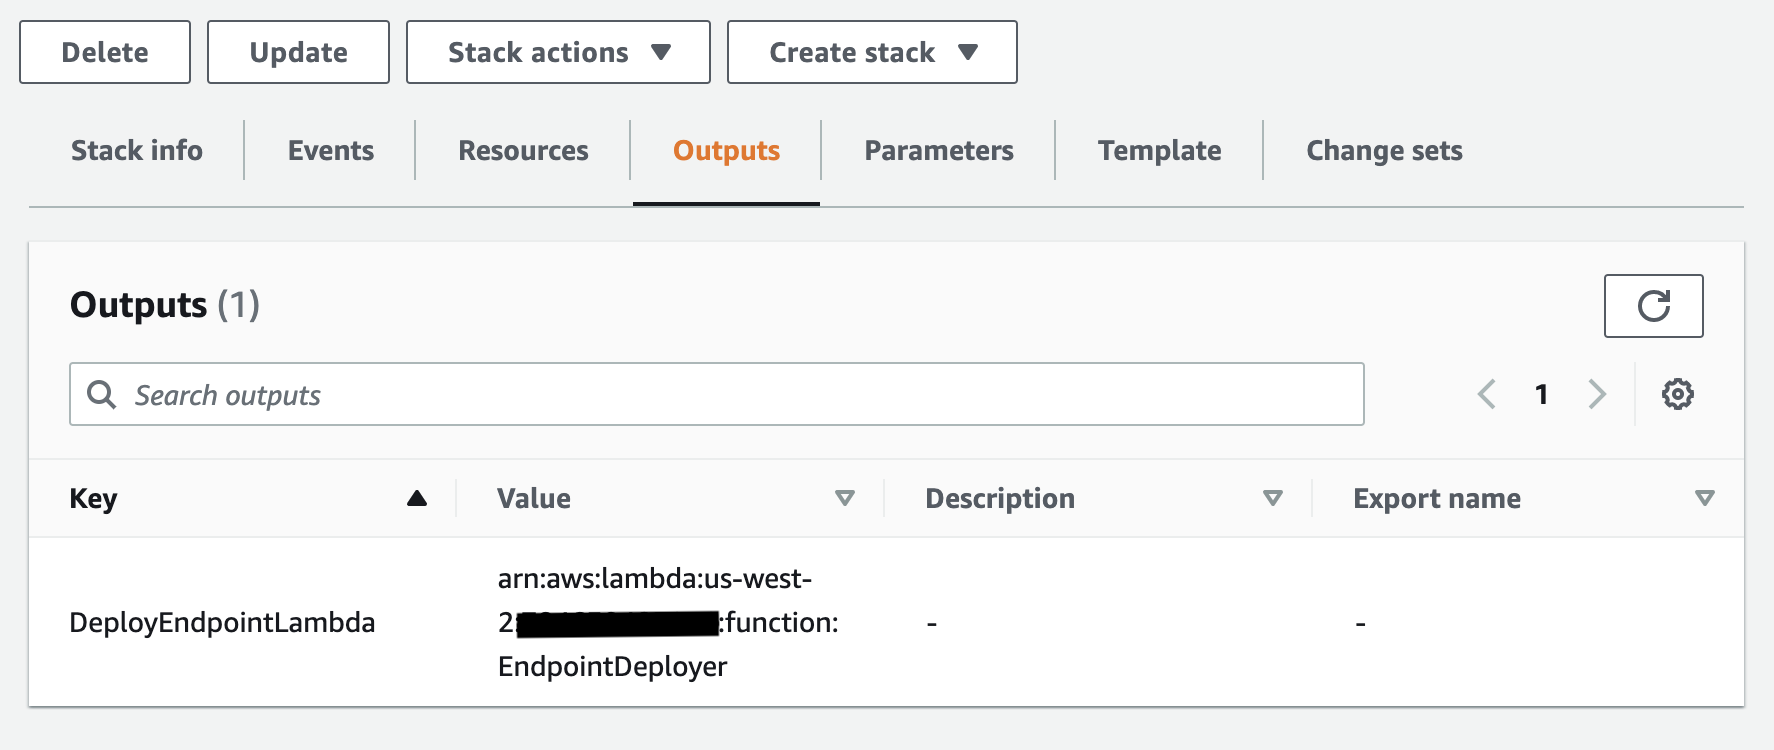 Delete
Update
Stack actions
Create stack
Stack info
Events
Resources
Outputs
Parameters
Template
Change sets
Outputs (1)
Search outputs
1
Key
Value
Description
Export name
DeployEndpointLambda
arn:aws:lambda:us-west-
2:
:function:
EndpointDeployer
-
-